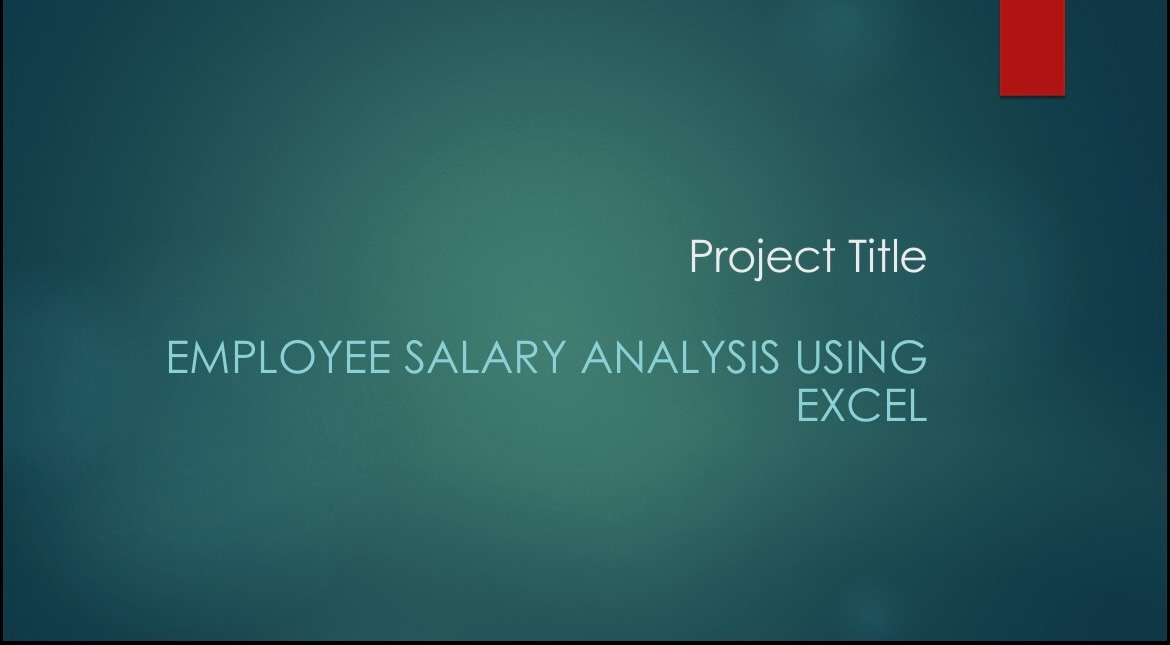 Project Title
EMPLOYEE SALARY ANALYSIS USING
EXCEL